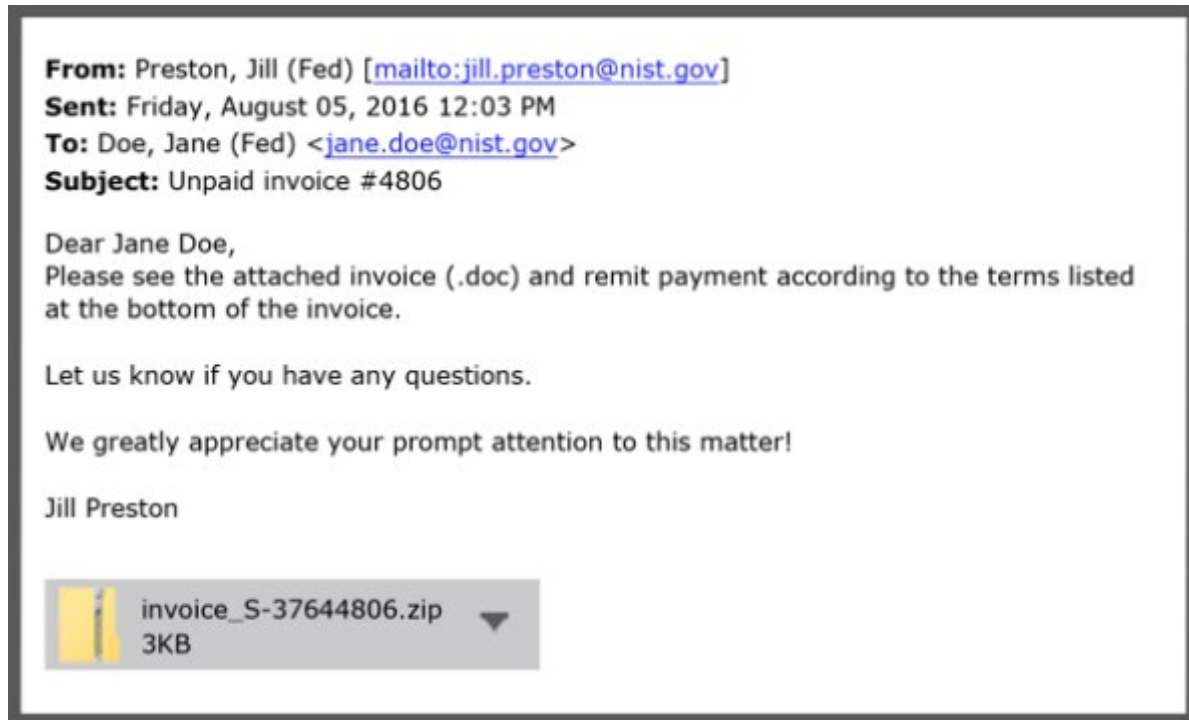 From: Preston, Jill (Fed) [mailto:jill.preston@nist.gov]
Sent: Friday, August 05, 2016 12:03 PM
To: Doe, Jane (Fed) <jane.doe@nist.gov>
Subject: Unpaid invoice #4806
Dear Jane Doe,
Please see the attached invoice (.doc) and remit payment according to the terms listed
at the bottom of the invoice.
Let us know if you have any questions.
We greatly appreciate your prompt attention to this matter!
Jill Preston
invoice_S-37644806.zip
3KB